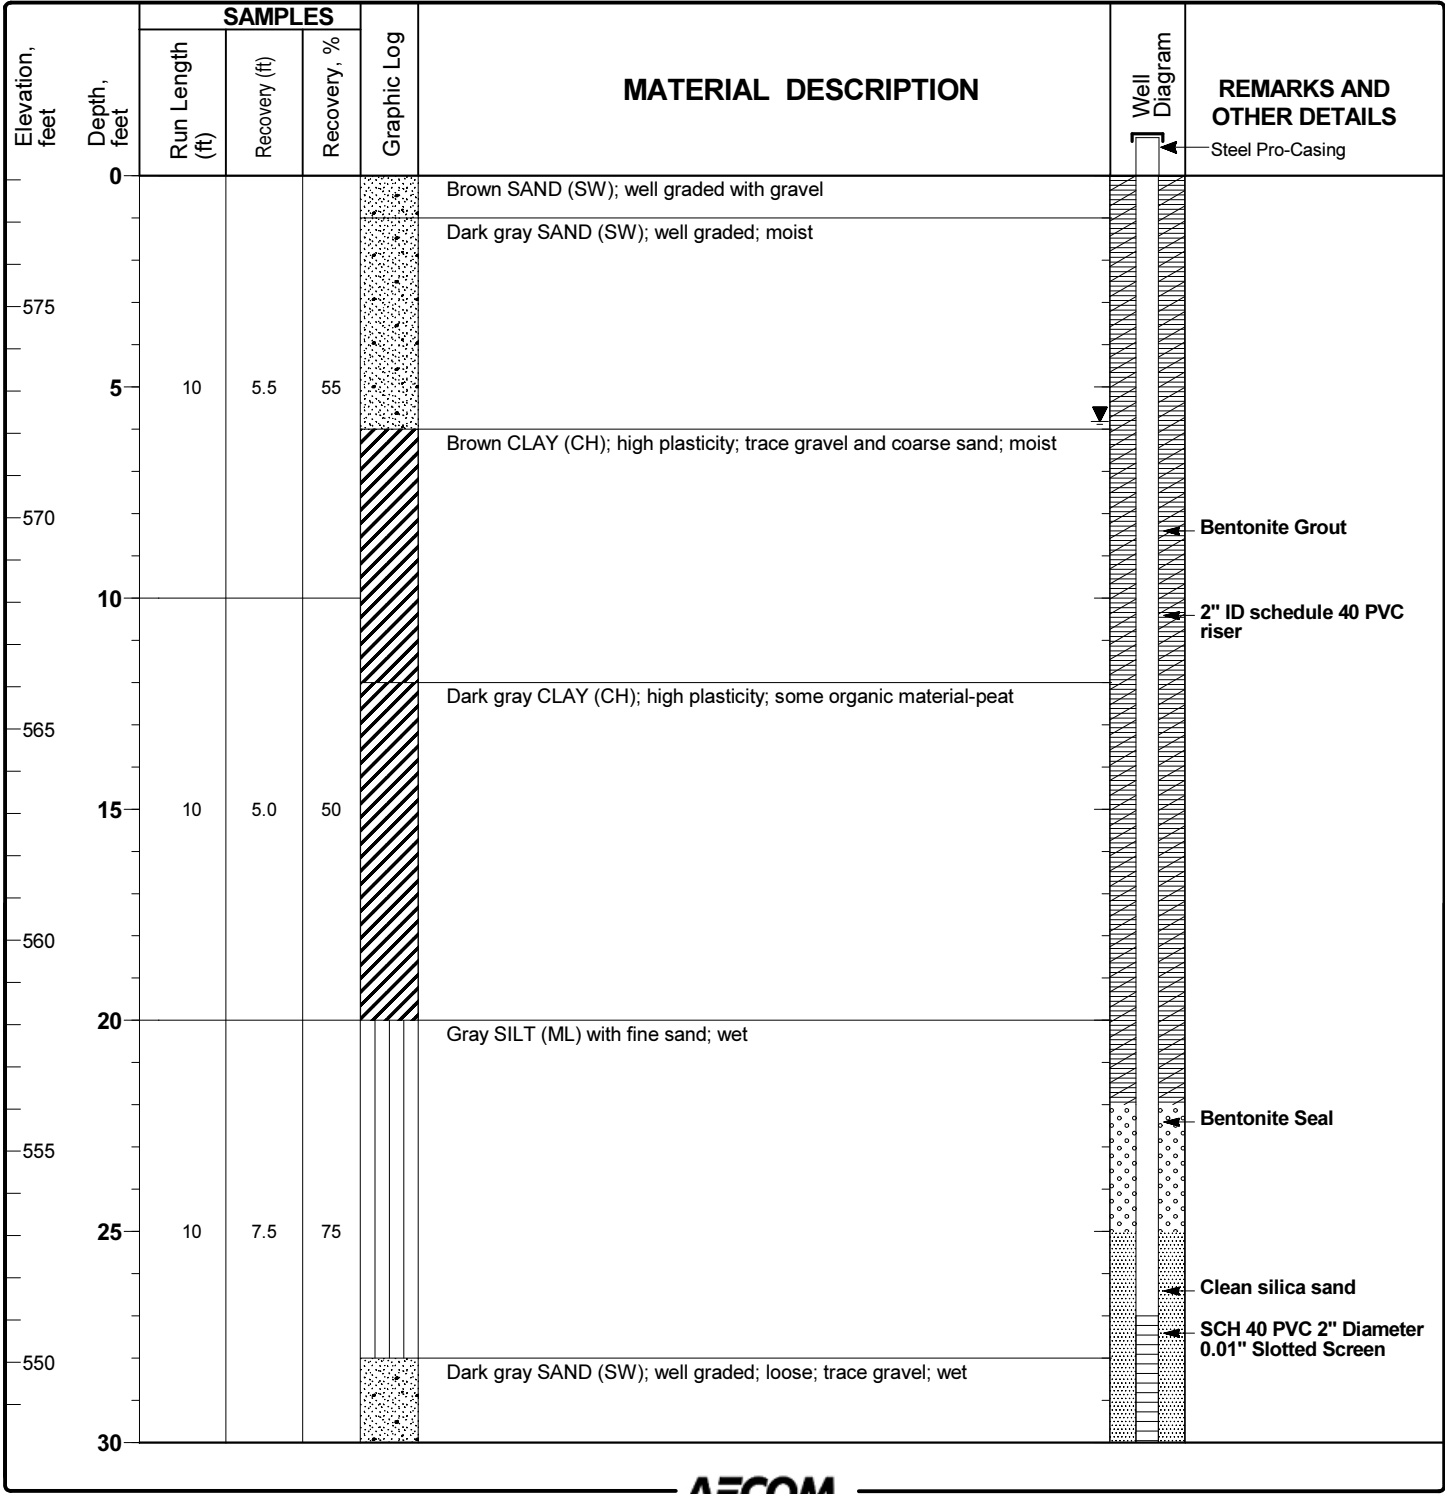 SAMPLES
Elevation,
feet
Depth,
feet
Run Length
(ft)
Recovery (ft)
Recovery, %
Graphic Log
MATERIAL DESCRIPTION
Well
Diagram
REMARKS AND
OTHER DETAILS
Steel Pro-Casing
0
Brown SAND (SW); well graded with gravel
Dark gray SAND (SW); well graded; moist
575
5
10
5.5
55
Brown CLAY (CH); high plasticity; trace gravel and coarse sand; moist
570
Bentonite Grout
10
2" ID schedule 40 PVC
riser
Dark gray CLAY (CH); high plasticity; some organic material-peat
565
15
10
5.0
50
560
20
Gray SILT (ML) with fine sand; wet
Bentonite Seal
555
25
10
7.5
75
Clean silica sand
SCH 40 PVC 2" Diameter
0.01" Slotted Screen
550
Dark gray SAND (SW); well graded; loose; trace gravel; wet
30
AECOM